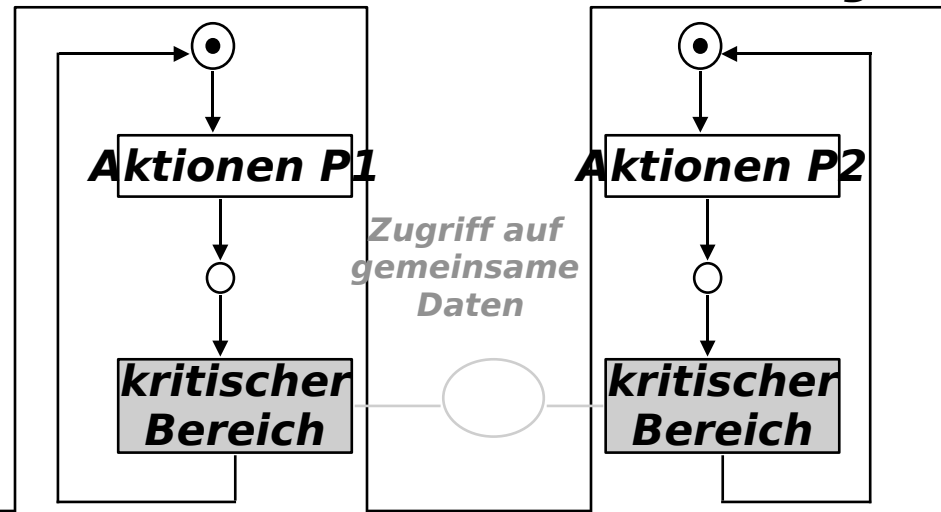 Aktionen P1
Aktionen P2
Zugriff auf
gemeinsame
Daten
kritischer
Bereich
kritischer
Bereich